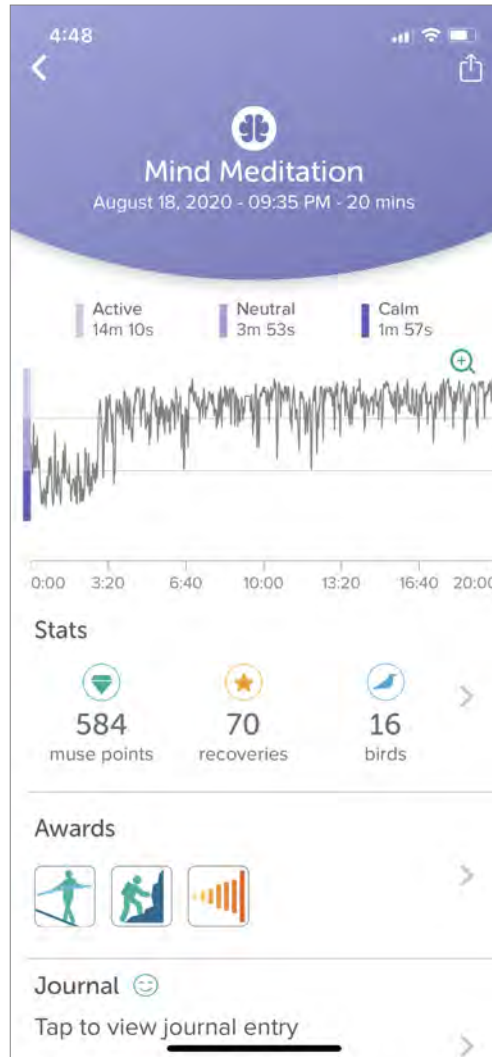 4:48
Mind Meditation
August 18, 2020 - 09:35 PM - 20 mins
Active Neutral Calm
14m 10s 3m 53s 1m 57s
0:00 3:20 6:40 10:00 13:20 16:40 20:00
Stats
584 70 16
muse points recoveries birds
Awards
Journal
Tap to view journal entry